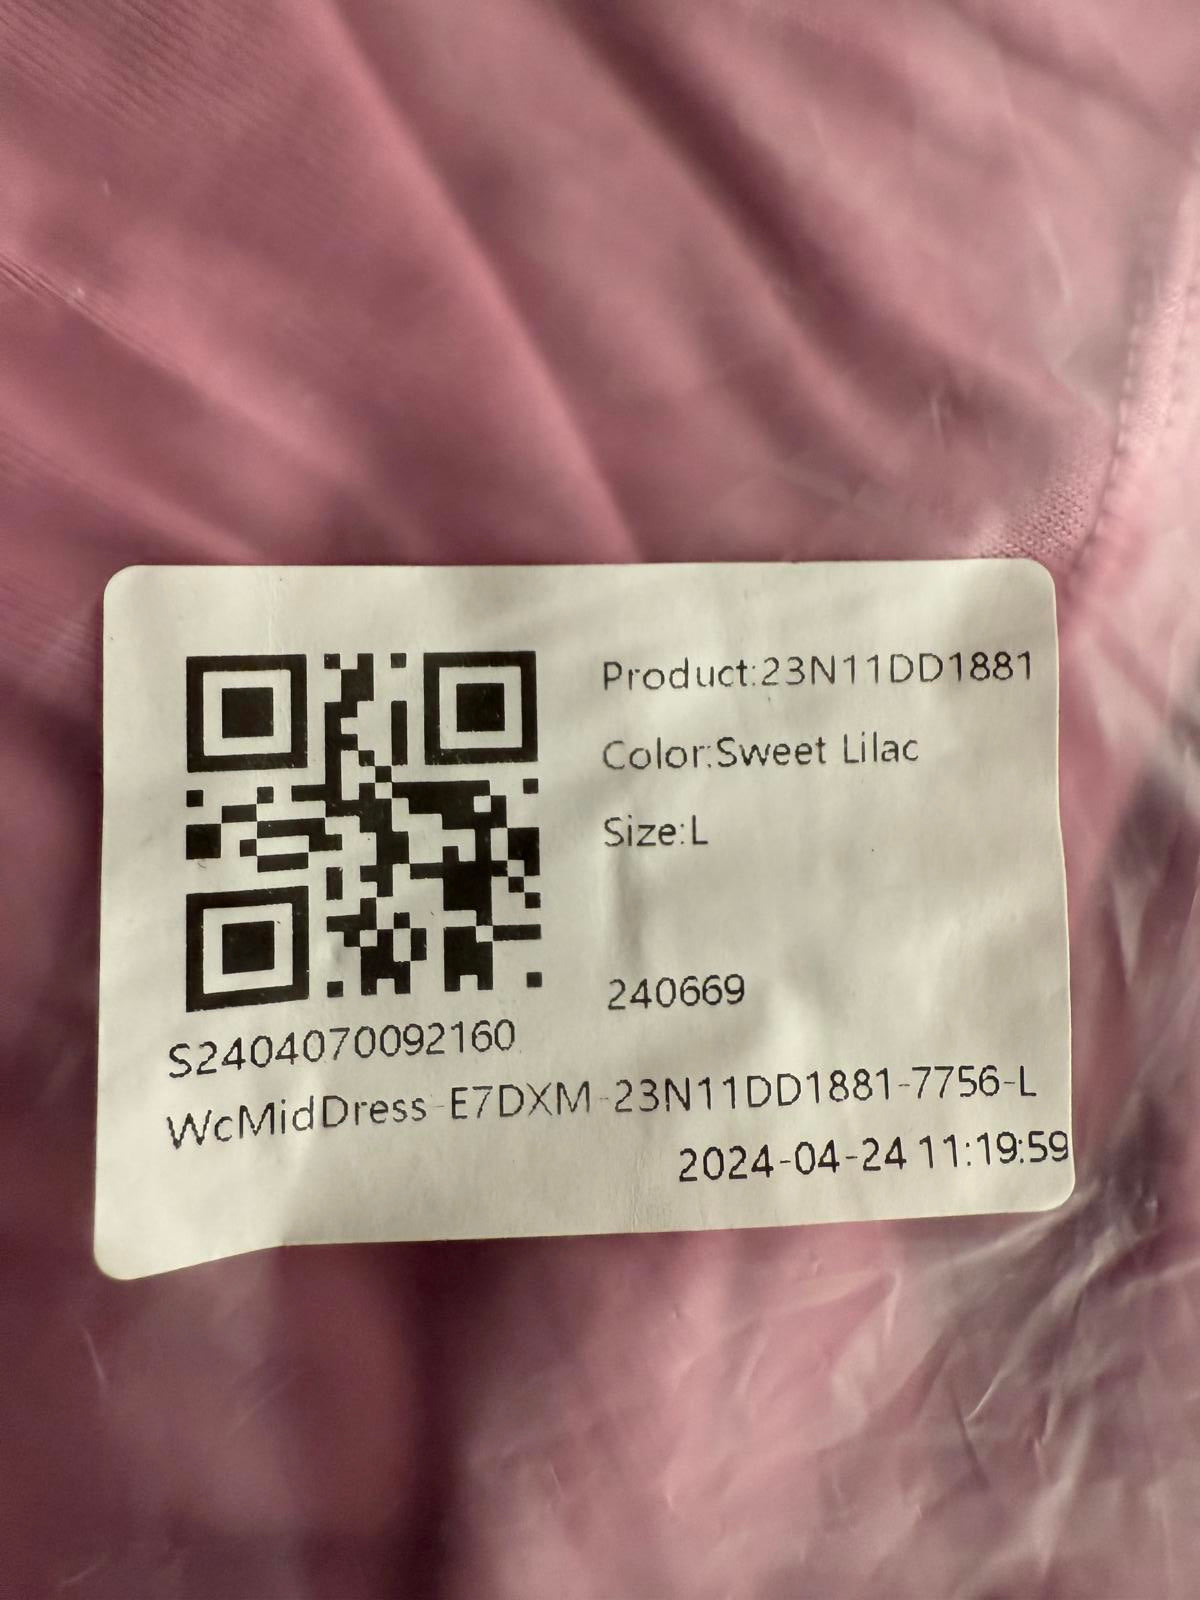 Product:23N11DD1881
Color:Sweet Lilac
Size:L
240669
S2404070092160
WcMidDress-E7DXM-23N11DD1881-7756-L
2024-04-24 11:19:59